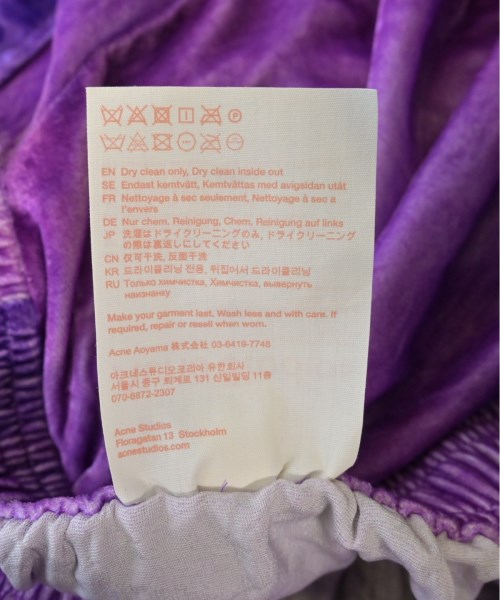 EN Dry clean only, Dry clean inside out
SE Endast kemtvätt, Kemtvättas med avigsidan utåt
FR Nettoyage à sec seulement, Nettoyage à sec a
l'envers
DE Nur chem, Reinigung, Chem, Reinigung auf links
JP 洗濯はドライクリーニングのみ, ドライクリーニング
の際は裏返しにしてください
CN 仅可干洗, 反面干洗
KR 드라이클리닝 전용, 뒤집어서 드라이클리닝
RU Только химчистка, Химчистка, вывернуть
наизнанку
Make your garment last. Wash less and with care. If
required, repair or resell when worn.
Acne Aoyama 株式会社 03-6419-7746
아크네스튜디오코리아 유한회사
서울시 중구 퇴계로 131 신일빌딩 11층
070-8872-2307
Acne Studios
Floragatan 13 Stockholm
acnestudios.com